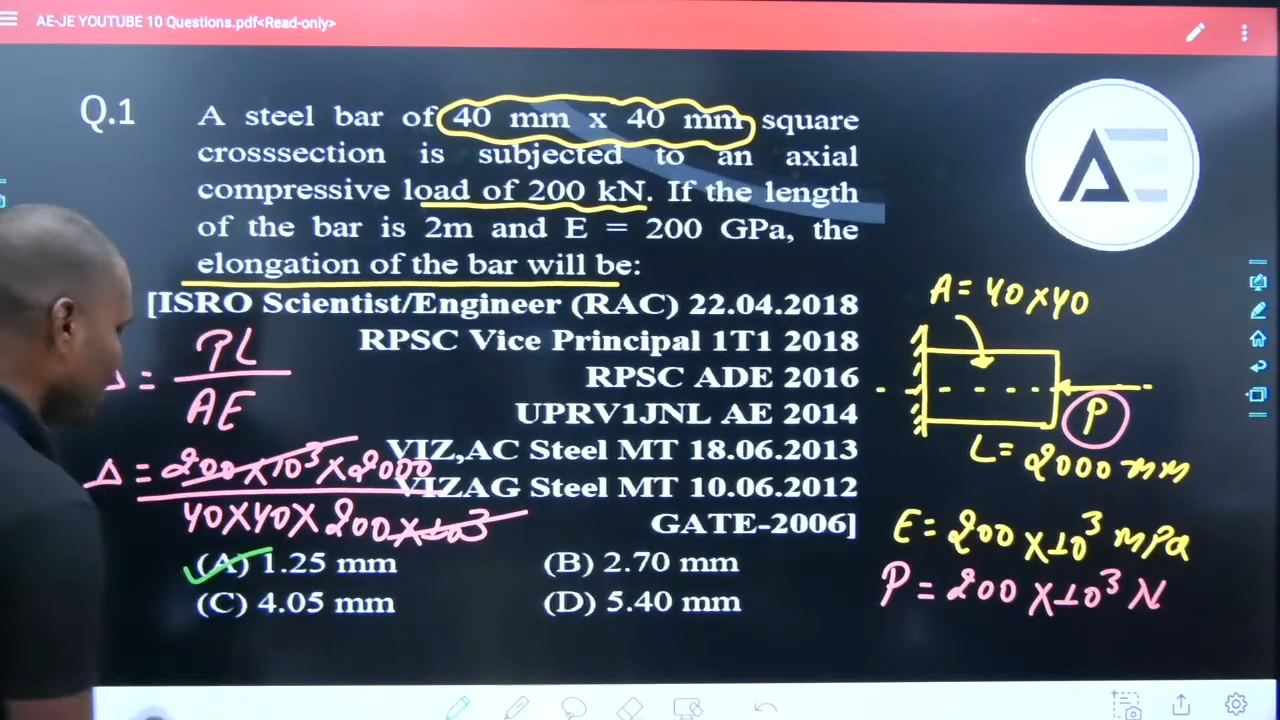 AE-JE YOUTUBE 10 Questions.pdf<Read-only>
Q.1
A steel bar of 40 mm x 40 mm square
crosssection is subjected to an axial
compressive load of 200 kN. If the length
of the bar is 2m and E = 200 GPa, the
elongation of the bar will be:
[ISRO Scientist/Engineer (RAC) 22.04.2018
RPSC Vice Principal 1T1 2018
RPSC ADE 2016
UPRV1JNL AE 2014
VIZ,AC Steel MT 18.06.2013
VIZAG Steel MT 10.06.2012
GATE-2006]
(A) 1.25 mm
(B) 2.70 mm
(C) 4.05 mm
(D) 5.40 mm
Δ = PL
AE
Δ = 200×10³×2000
40×40×200×10³
A = 40×40
P
L = 2000 mm
E = 200×10³ MPa
P = 200×10³ N
AE